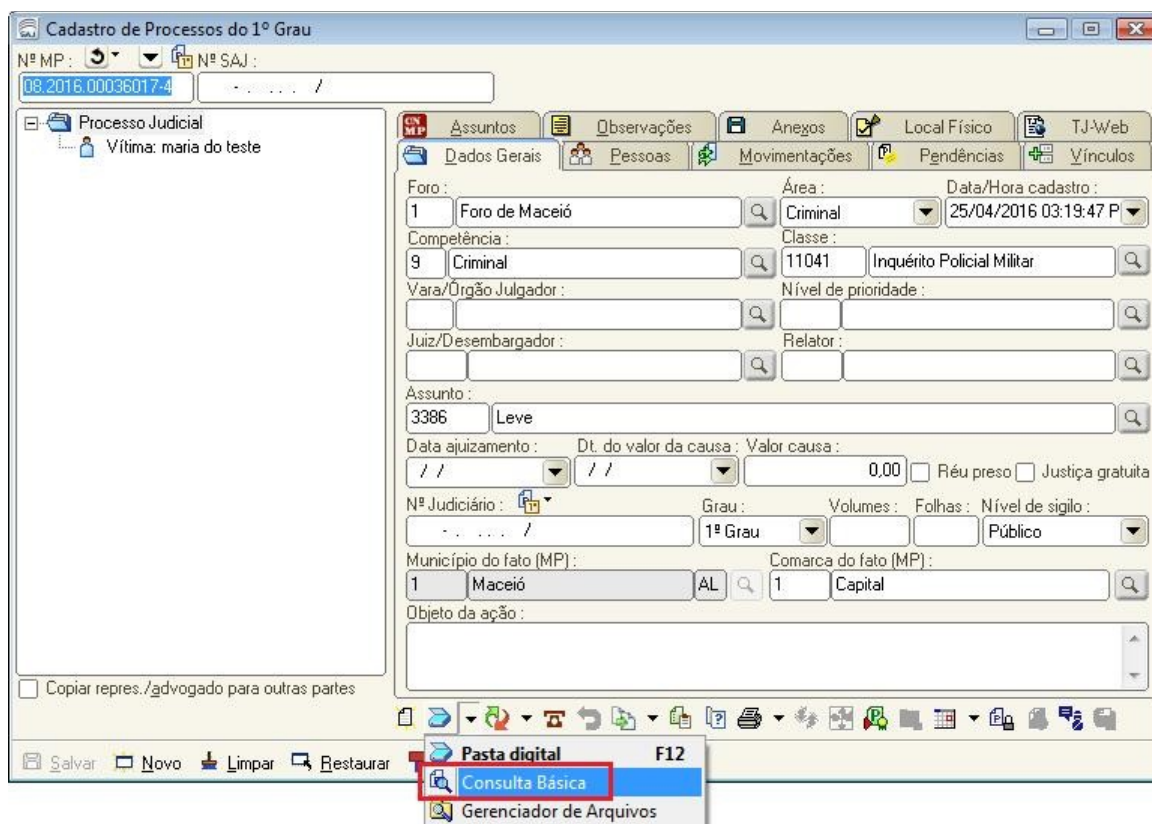 Cadastro de Processos do 1º Grau
Nº MP : Nº SAJ :
08.2016.00036017-4 - . . . . . /
Processo Judicial
Vítima: maria do teste
Assuntos Observações Anexos Local Físico TJ-Web
Dados Gerais Pessoas Movimentações Pendências Vínculos
Foro : Área : Data/Hora cadastro :
1 Foro de Maceió Criminal 25/04/2016 03:19:47 P
Competência : Classe :
9 Criminal 11041 Inquérito Policial Militar
Vara/Órgão Julgador : Nível de prioridade :
Juiz/Desembargador : Relator :
Assunto :
3386 Leve
Data ajuizamento : Dt. do valor da causa : Valor causa :
/ / / / 0,00 Réu preso Justiça gratuita
Nº Judiciário : Grau : Volumes : Folhas : Nível de sigilo :
- . . . . . / 1º Grau Público
Município do fato (MP) : Comarca do fato (MP) :
1 Maceió AL 1 Capital
Objeto da ação :
Copiar repres./advogado para outras partes
Salvar Novo Limpar Restaurar
Pasta digital F12
Consulta Básica
Gerenciador de Arquivos